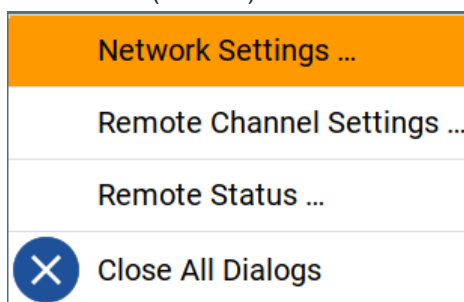 Network Settings ...
Remote Channel Settings ...
Remote Status ...
Close All Dialogs